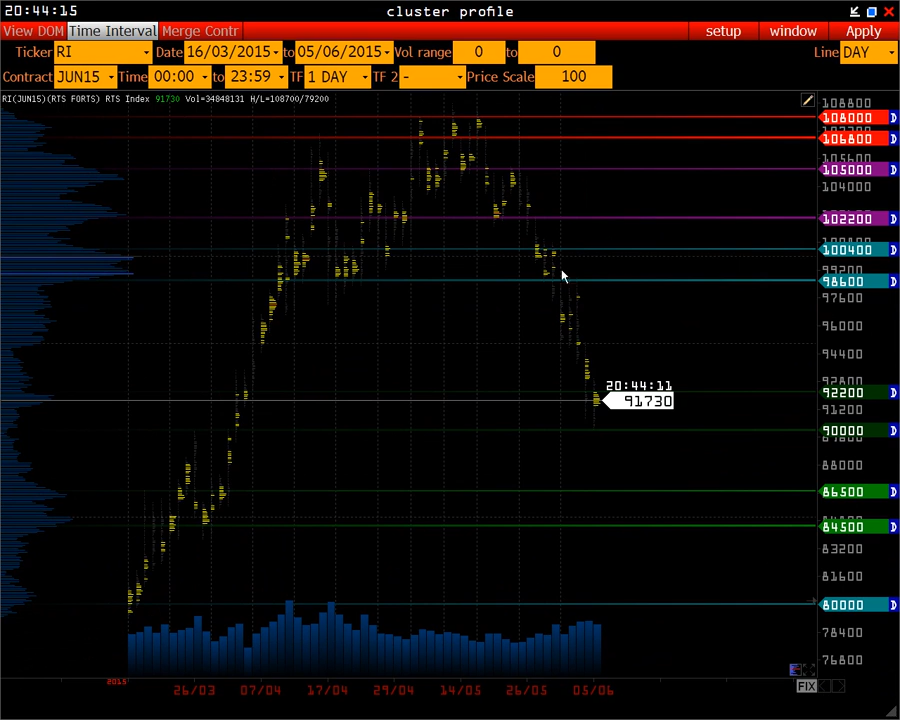 20:44:15 cluster profile
View DOM Time Interval Merge Contr setup window Apply
Ticker RI Date 16/03/2015 to 05/06/2015 Vol range 0 to 0 Line DAY
Contract JUN15 Time 00:00 to 23:59 TF 1 DAY TF 2 - Price Scale 100
RI(JUN15)(RTS FORTS) RTS Index 91730 Vol=34848131 H/L=108700/79200
108800
108000 D
106800 D
105600
105000 D
104000
102200 D
100400 D
99200
98600 D
97600
96000
94400
92800
92200 D
20:44:11
91730
91200
90000 D
88000
86500 D
84500 D
83200
81600
80000 D
78400
76800
2015
26/03 07/04 17/04 29/04 14/05 26/05 05/06
FIX